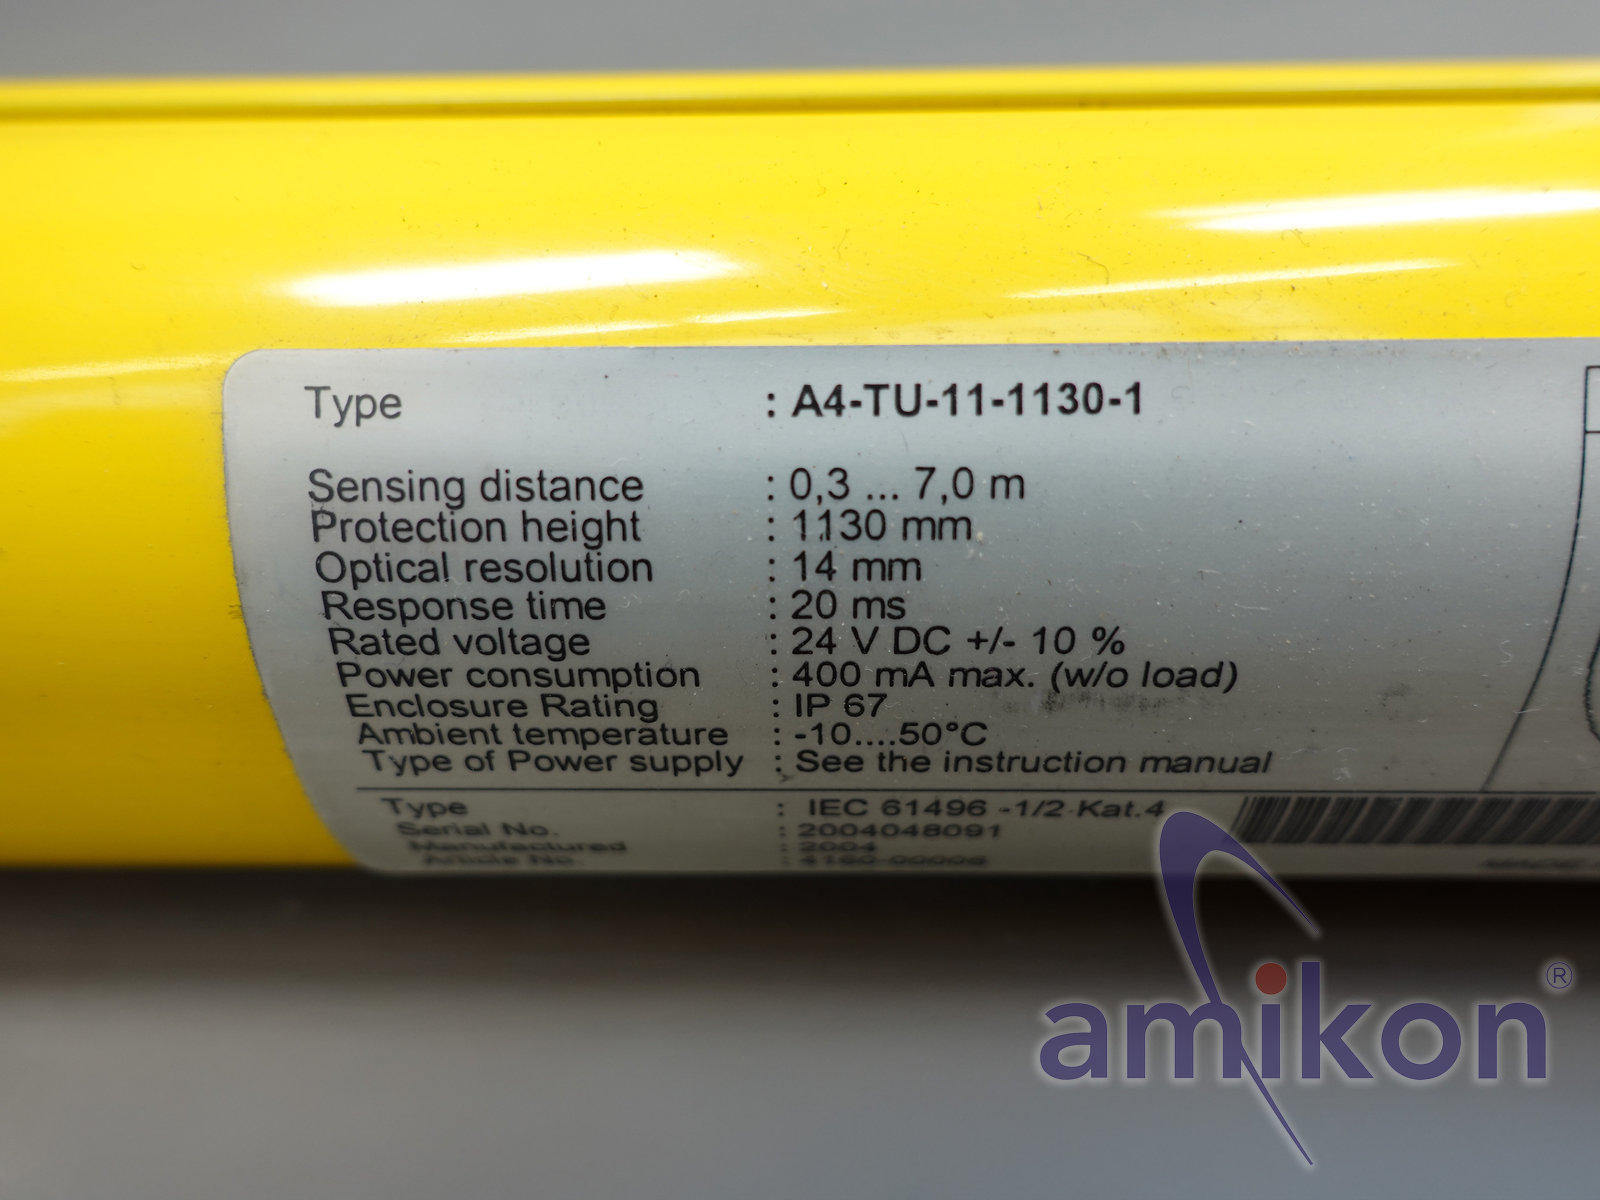 Type : A4-TU-11-1130-1
Sensing distance : 0,3 ... 7,0 m
Protection height : 1130 mm
Optical resolution : 14 mm
Response time : 20 ms
Rated voltage : 24 V DC +/- 10 %
Power consumption : 400 mA max. (w/o load)
Enclosure Rating : IP 67
Ambient temperature : -10....50°C
Type of Power supply : See the instruction manual
Type : IEC 61496 -1/2 Kat.4
Serial No. : 2004048091
Manufactured : 2004
Article No. :
amikon®